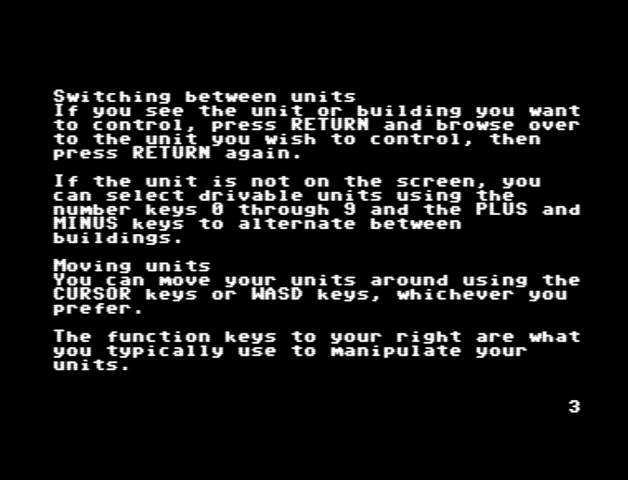 Switching between units
If you see the unit or building you want
to control, press RETURN and browse over
to the unit you wish to control, then
press RETURN again.
If the unit is not on the screen, you
can select drivable units using the
number keys 0 through 9 and the PLUS and
MINUS keys to alternate between
buildings.
Moving units
You can move your units around using the
CURSOR keys or WASD keys, whichever you
prefer.
The function keys to your right are what
you typically use to manipulate your
units.
3